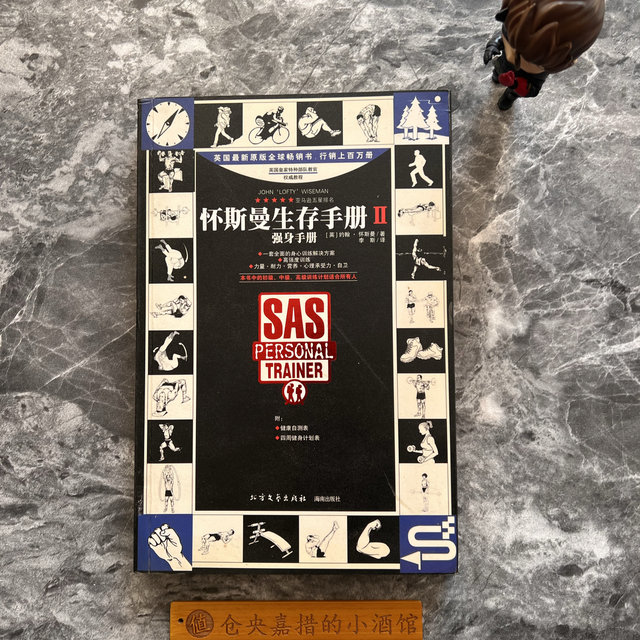 英国最新原版全球畅销书，行销上百万册
英国皇家特种部队教官
权威教程
JOHN 'LOFTY' WISEMAN
★★★★★亚马逊五星排名
怀斯曼生存手册 II
强身手册
[英]约翰·怀斯曼/著
李斯/译
◆一套全面的身心训练解决方案
◆高强度训练
◆力量·耐力·营养·心理承受力·自卫
本书中的初级、中级、高级训练计划适合所有人
SAS
PERSONAL
TRAINER
附：
◆健康自测表
◆四周健身计划表
北方文艺出版社
海南出版社
值 仓央嘉措的小酒馆